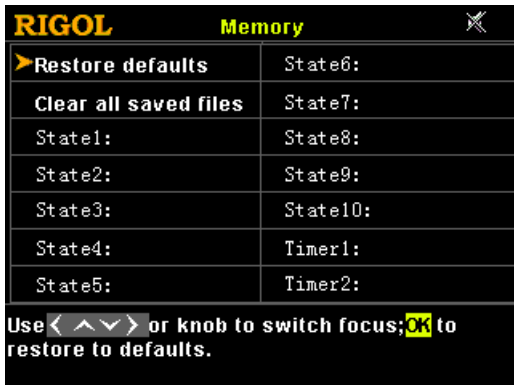 RIGOL Memory
Restore defaults State6:
Clear all saved files State7:
State1: State8:
State2: State9:
State3: State10:
State4: Timer1:
State5: Timer2:
Use or knob to switch focus;OK to
restore to defaults.